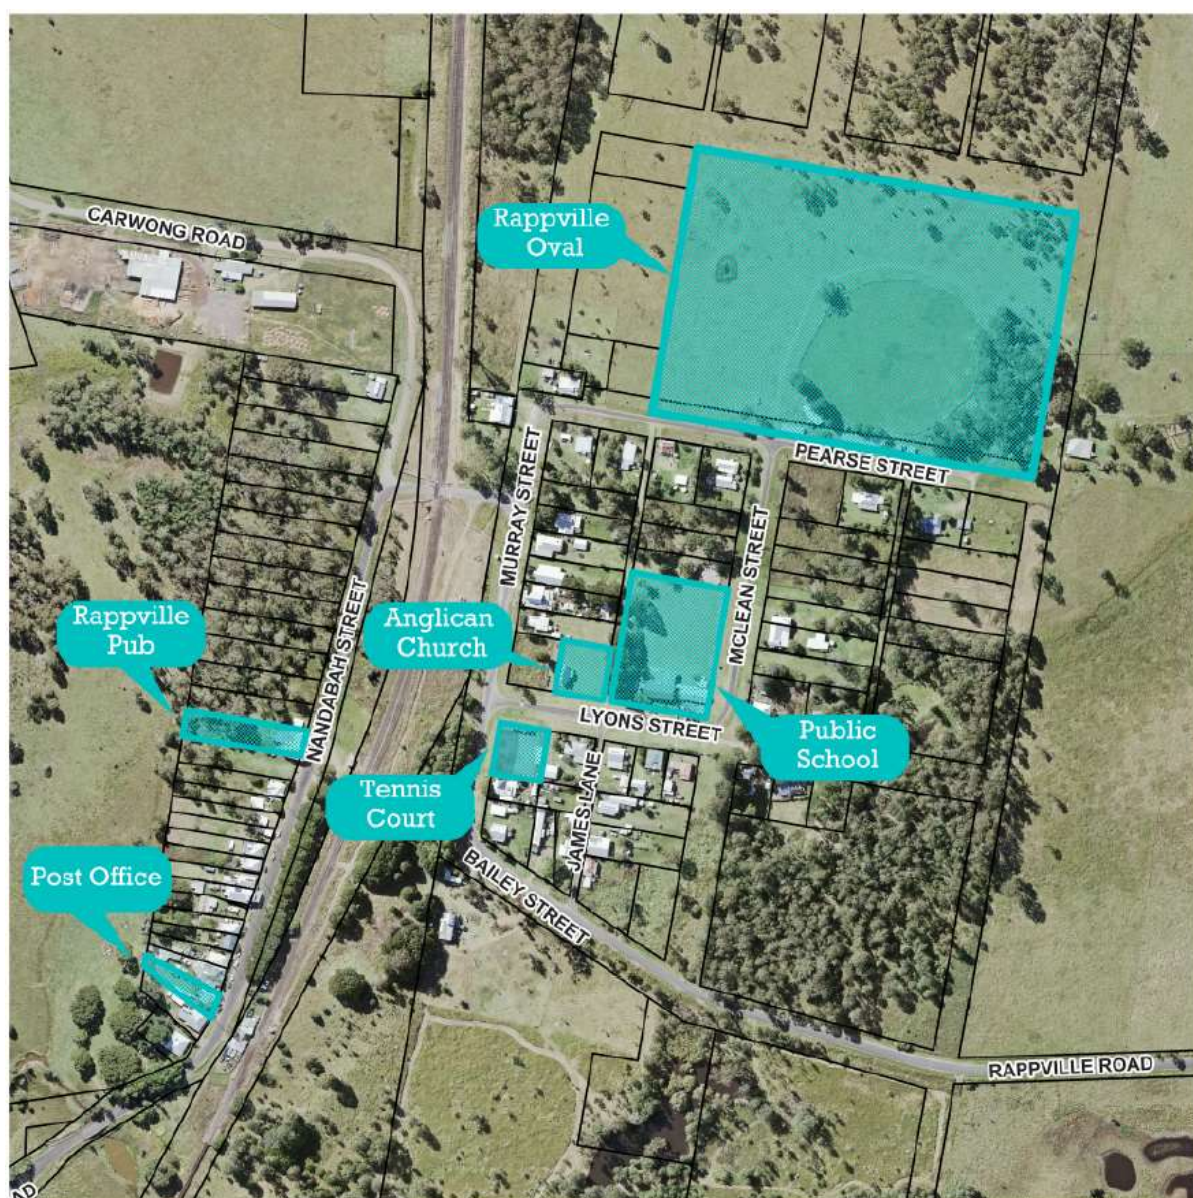 CARWONG ROAD
Rappville
Oval
PEARSE STREET
MURRAY STREET
MCLEAN STREET
Rappville
Pub
NANDABAH STREET
Anglican
Church
LYONS STREET
Public
School
Tennis
Court
JAMES LANE
BAILEY STREET
Post Office
RAPPVILLE ROAD